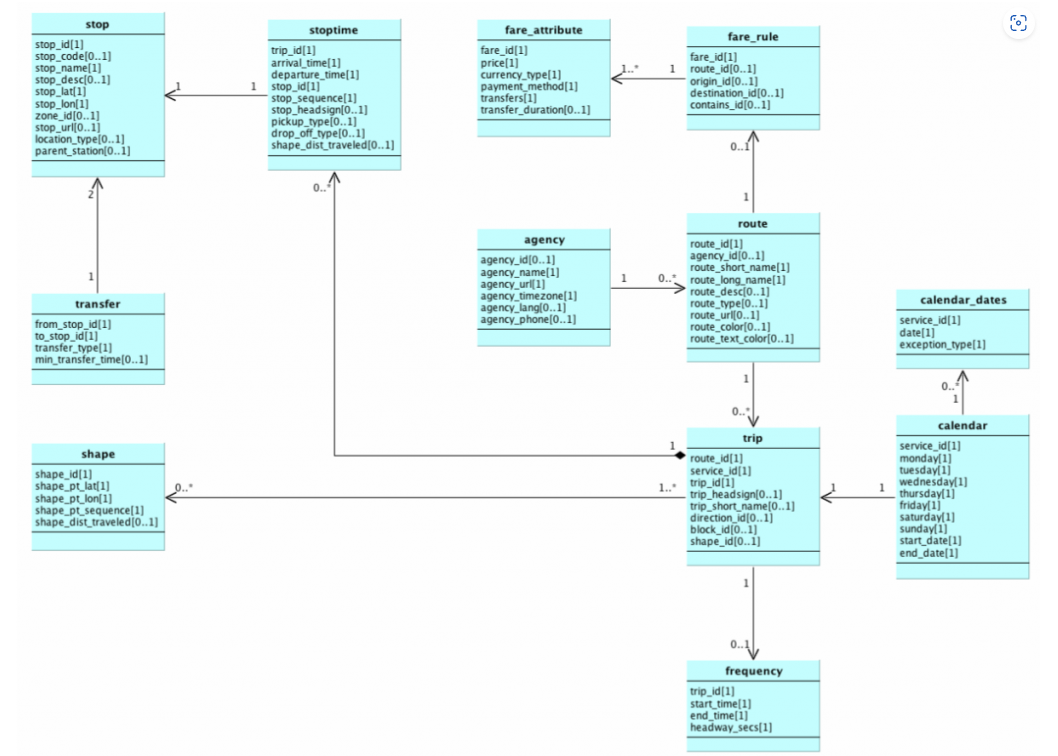 stop
stop_id[1]
stop_code[0..1]
stop_name[1]
stop_desc[0..1]
stop_lat[1]
stop_lon[1]
zone_id[0..1]
stop_url[0..1]
location_type[0..1]
parent_station[0..1]
1
1
stoptime
trip_id[1]
arrival_time[1]
departure_time[1]
stop_id[1]
stop_sequence[1]
stop_headsign[0..1]
pickup_type[0..1]
drop_off_type[0..1]
shape_dist_traveled[0..1]
0..*
fare_attribute
fare_id[1]
price[1]
currency_type[1]
payment_method[1]
transfers[1]
transfer_duration[0..1]
1..*
1
fare_rule
fare_id[1]
route_id[0..1]
origin_id[0..1]
destination_id[0..1]
contains_id[0..1]
0..1
1
2
1
transfer
from_stop_id[1]
to_stop_id[1]
transfer_type[1]
min_transfer_time[0..1]
agency
agency_id[0..1]
agency_name[1]
agency_url[1]
agency_timezone[1]
agency_lang[0..1]
agency_phone[0..1]
1
0..*
route
route_id[1]
agency_id[0..1]
route_short_name[1]
route_long_name[1]
route_desc[0..1]
route_type[0..1]
route_url[0..1]
route_color[0..1]
route_text_color[0..1]
1
0..*
calendar_dates
service_id[1]
date[1]
exception_type[1]
0..*
1
shape
shape_id[1]
shape_pt_lat[1]
shape_pt_lon[1]
shape_pt_sequence[1]
shape_dist_traveled[0..1]
0..*
1..*
1
trip
route_id[1]
service_id[1]
trip_id[1]
trip_headsign[0..1]
trip_short_name[0..1]
direction_id[0..1]
block_id[0..1]
shape_id[0..1]
1
1
calendar
service_id[1]
monday[1]
tuesday[1]
wednesday[1]
thursday[1]
friday[1]
saturday[1]
sunday[1]
start_date[1]
end_date[1]
1
0..1
frequency
trip_id[1]
start_time[1]
end_time[1]
headway_secs[1]